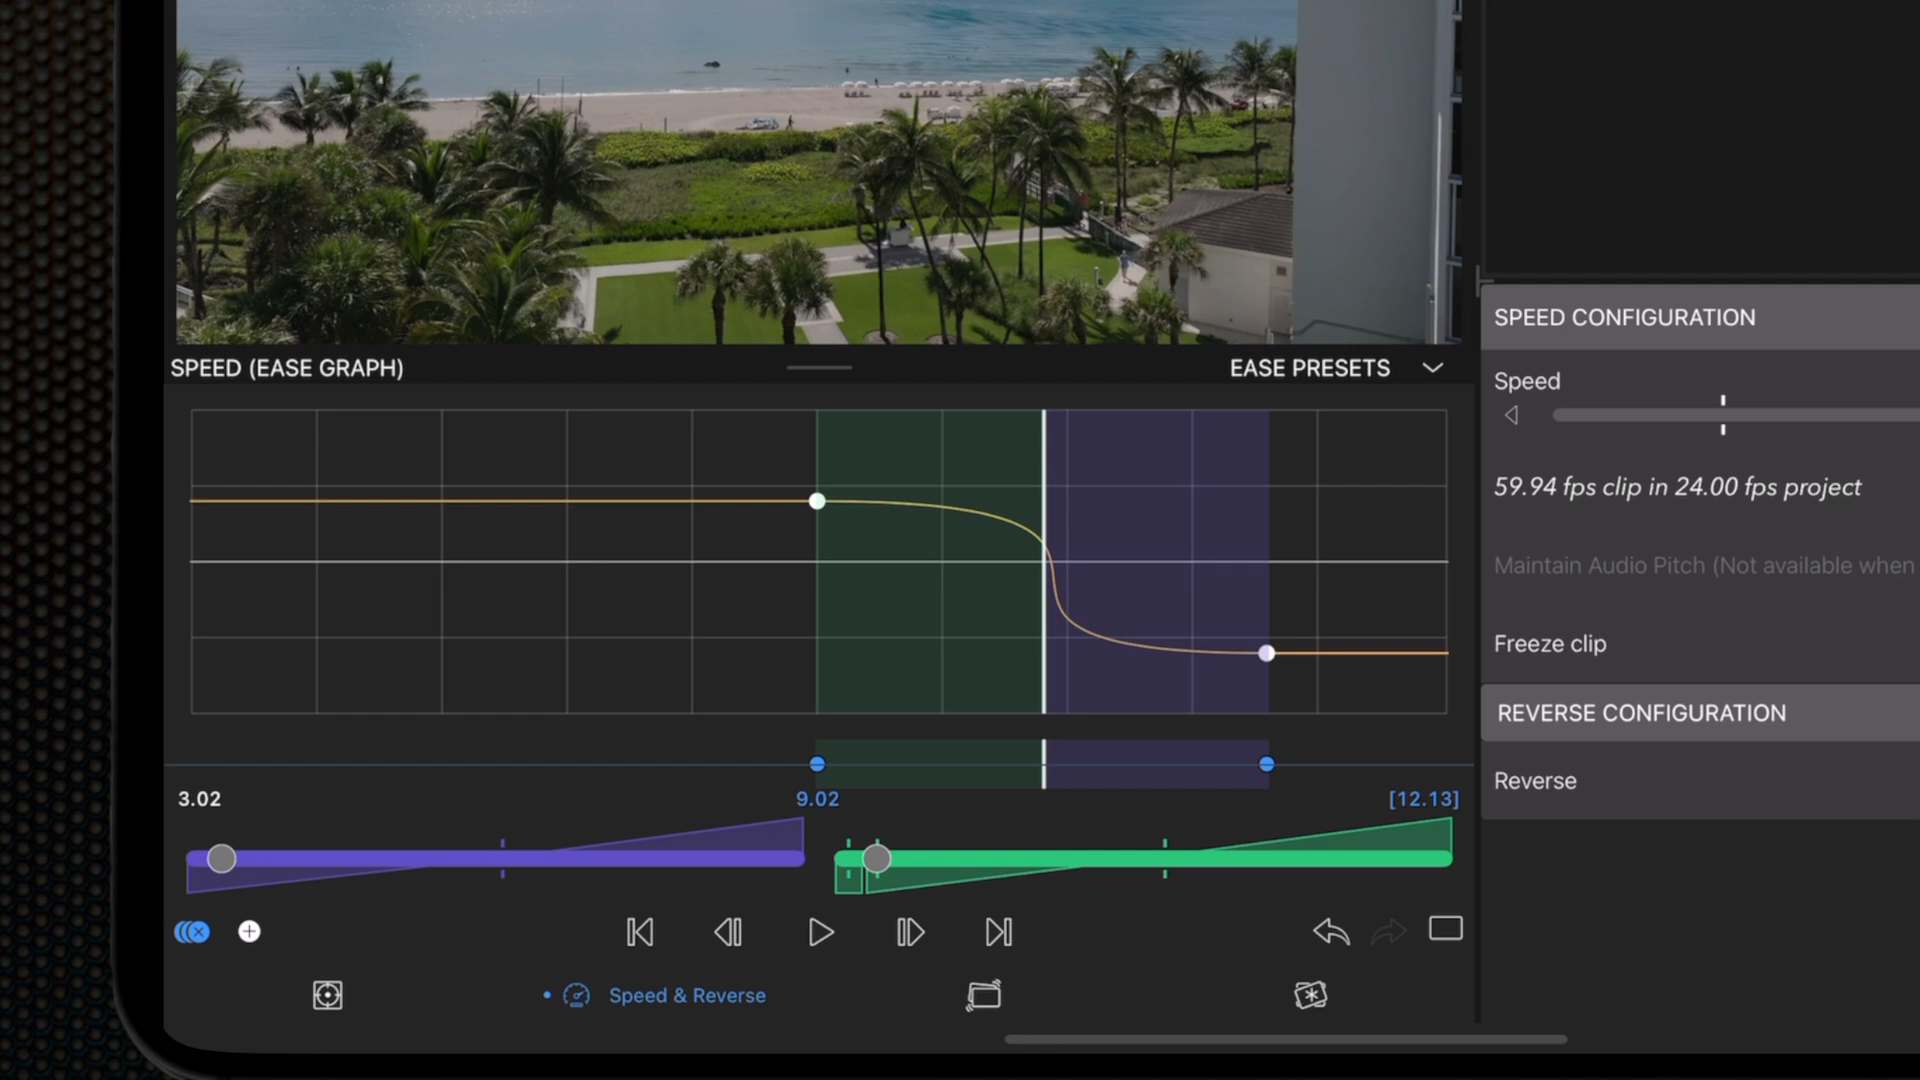 SPEED (EASE GRAPH)
EASE PRESETS
3.02
9.02
[12.13]
Speed & Reverse
SPEED CONFIGURATION
Speed
59.94 fps clip in 24.00 fps project
Maintain Audio Pitch (Not available when
Freeze clip
REVERSE CONFIGURATION
Reverse